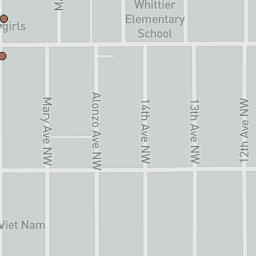 Whittier
Elementary
School
girls
Mary Ave NW
Alonzo Ave NW
14th Ave NW
13th Ave NW
12th Ave NW
Viet Nam